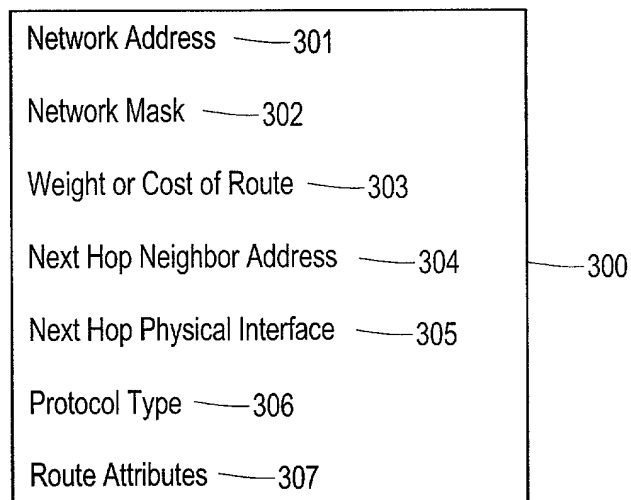 Network Address 301
Network Mask 302
Weight or Cost of Route 303
Next Hop Neighbor Address 304
300
Next Hop Physical Interface 305
Protocol Type 306
Route Attributes 307